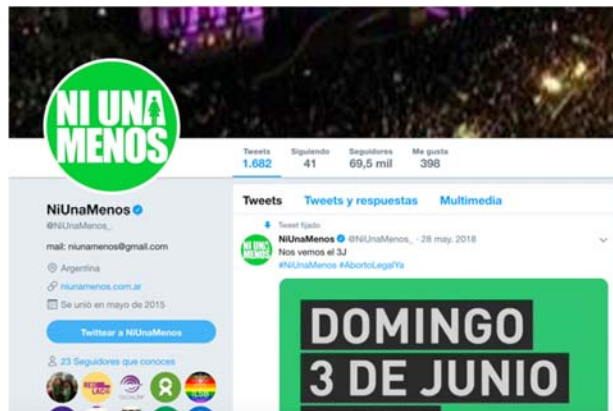 NI UNA
MENOS
Tweets Siguiendo Seguidores Me gusta
1.682 41 69,5 mil 398
NiUnaMenos
@NiUnaMenos_
mail: niunamenos@gmail.com
Argentina
niunamenos.com.ar
Se unió en mayo de 2015
Twittear a NiUnaMenos
23 Seguidores que conoces
Tweets Tweets y respuestas Multimedia
Tweet fijado
NI UNA
MENOS
NiUnaMenos @NiUnaMenos_ · 28 may. 2018
Nos vemos el 3J
#NiUnaMenos #AbortoLegalYa
DOMINGO
3 DE JUNIO